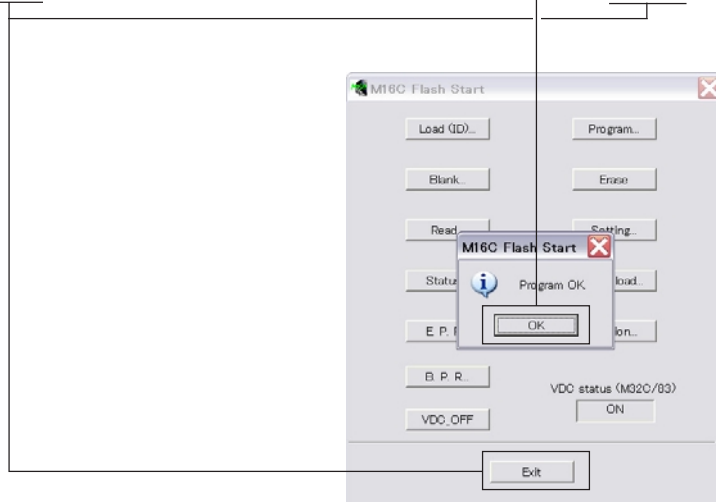 M16C Flash Start
Load (ID)...
Program...
Blank...
Erase
Read
Setting...
M16C Flash Start
Program OK.
load...
OK
E. P.
B. P. R...
VDC status (M32C/83)
ON
VDC_OFF
Exit